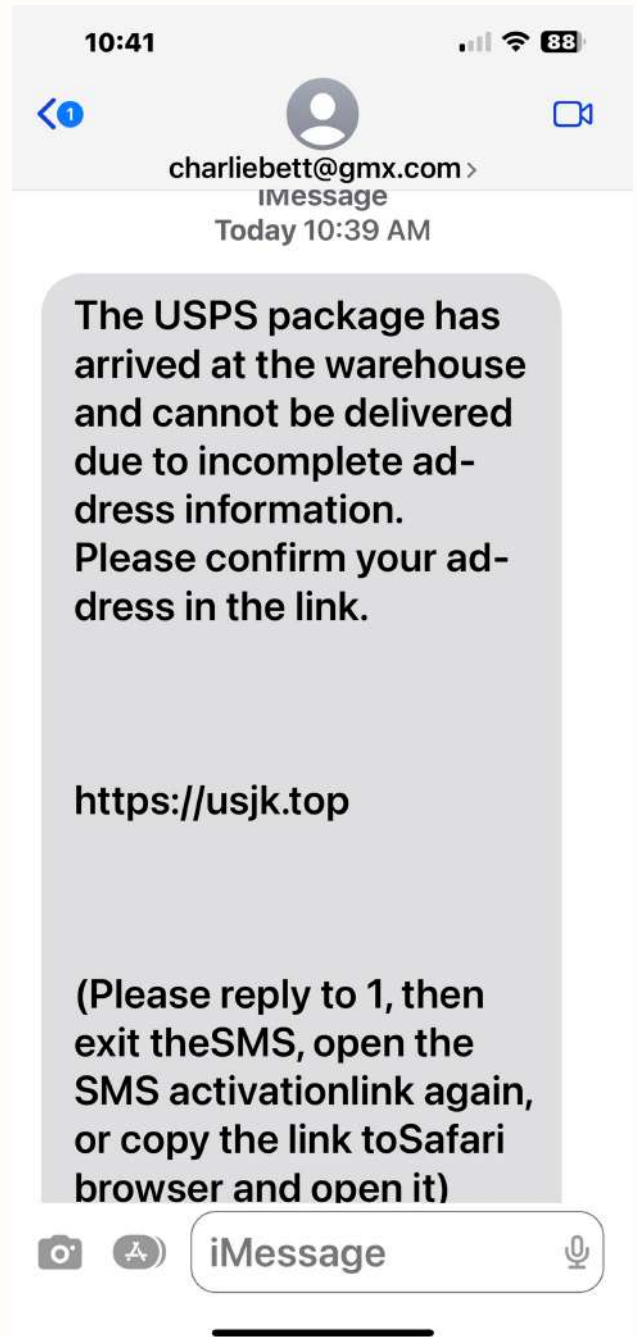 10:41
88
1
charliebett@gmx.com >
iMessage
Today 10:39 AM
The USPS package has
arrived at the warehouse
and cannot be delivered
due to incomplete ad-
dress information.
Please confirm your ad-
dress in the link.
https://usjk.top
(Please reply to 1, then
exit theSMS, open the
SMS activationlink again,
or copy the link toSafari
browser and open it)
iMessage